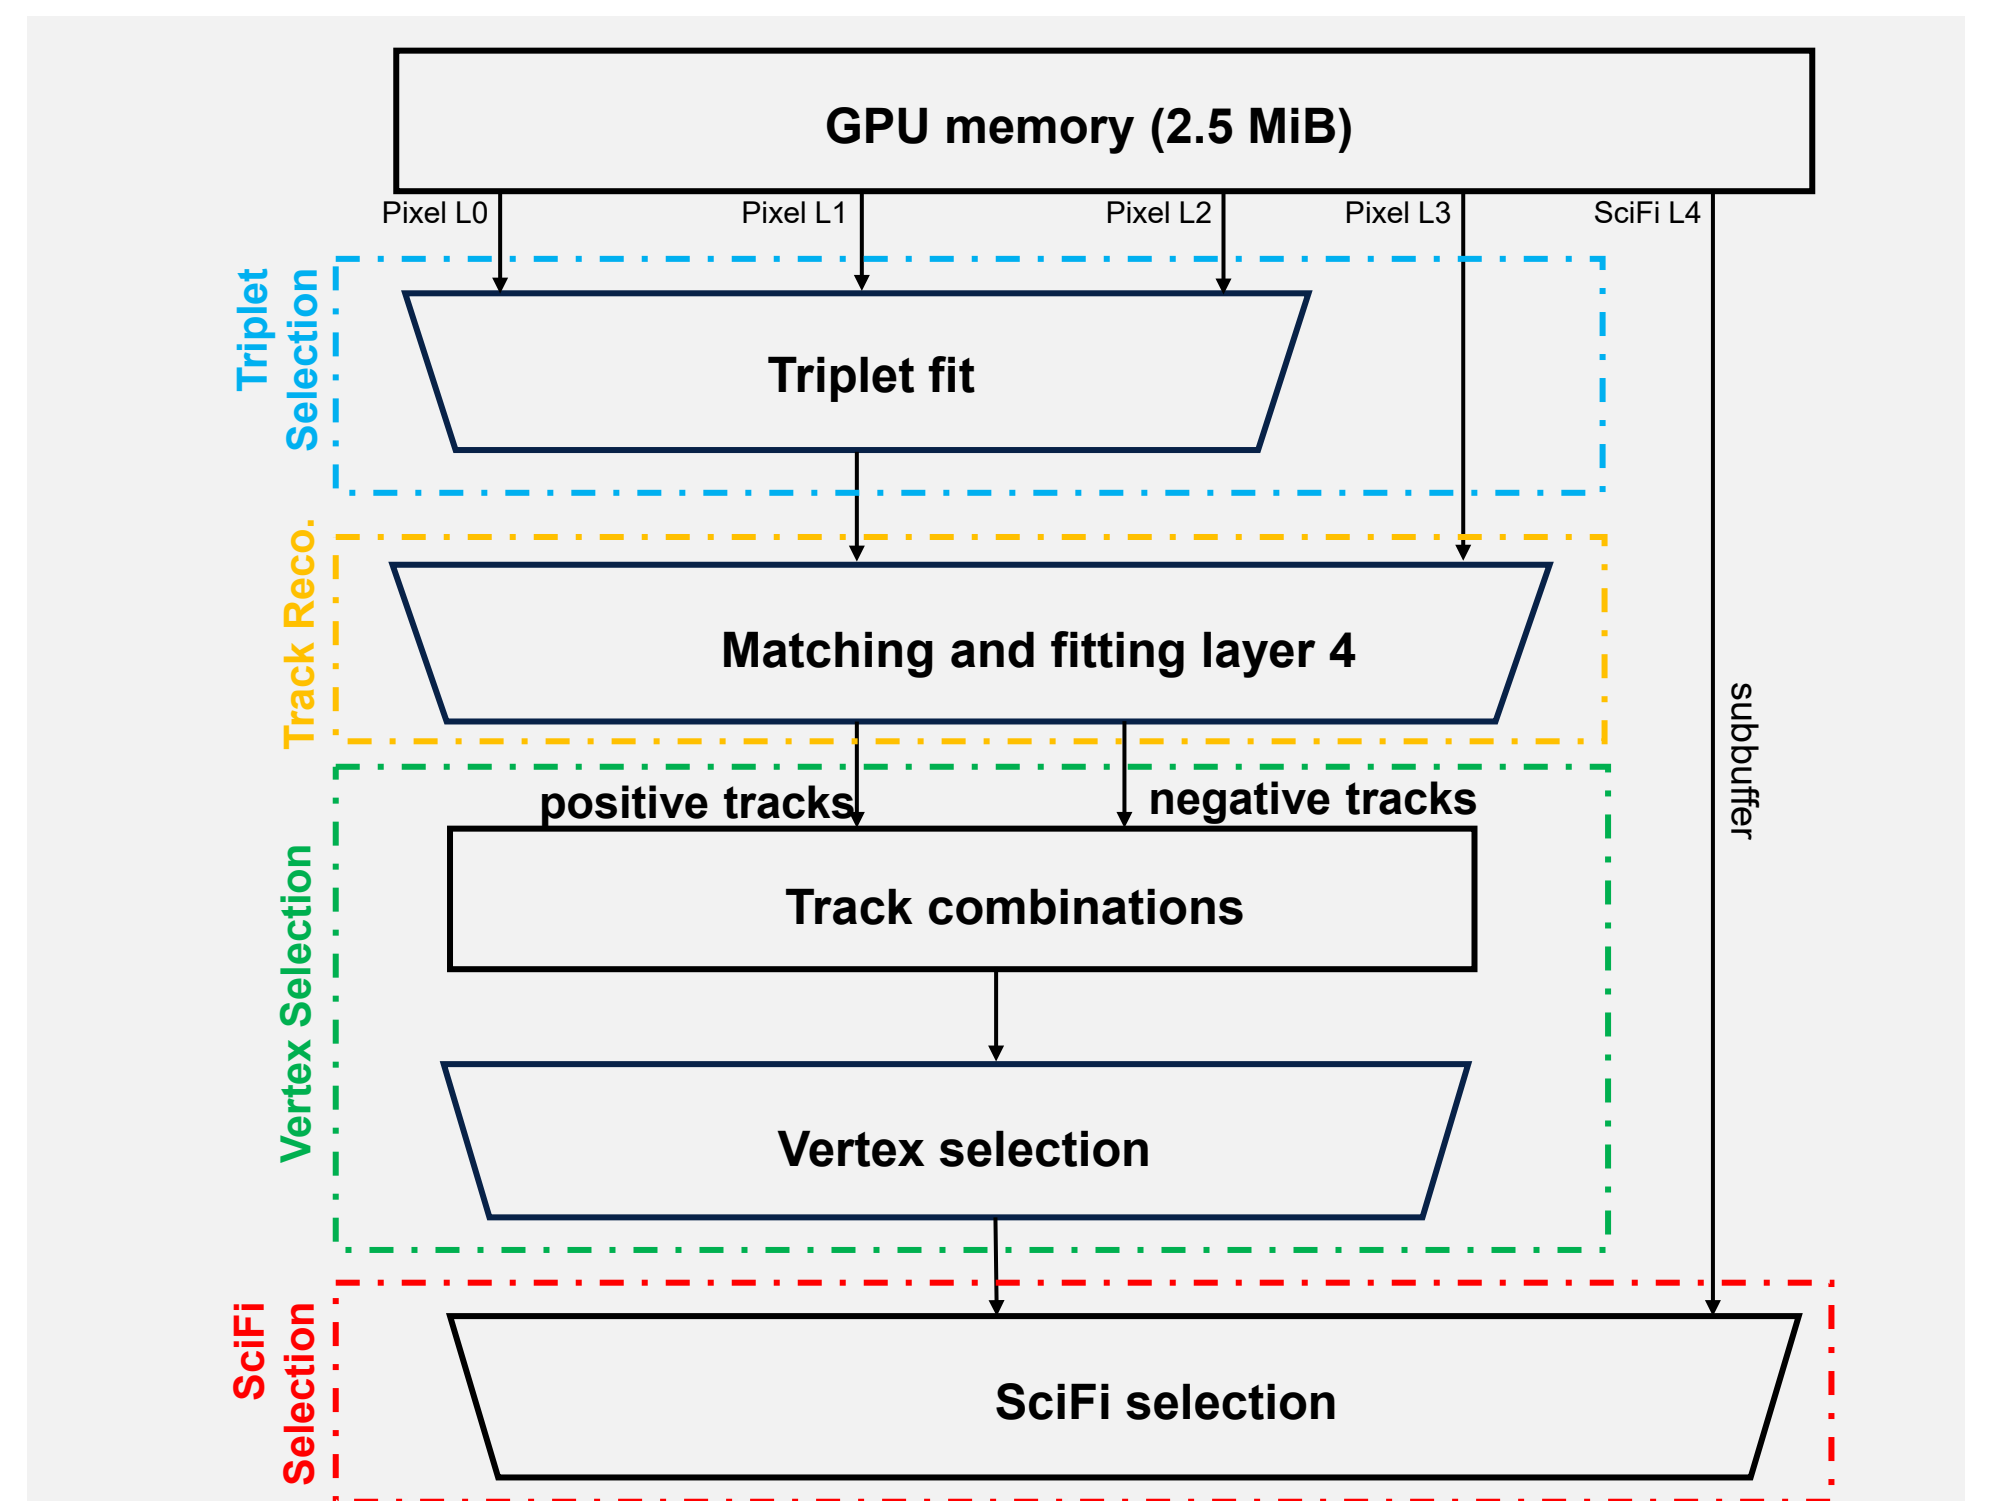 GPU memory (2.5 MiB)
Pixel L0
Pixel L1
Pixel L2
Pixel L3
SciFi L4
Triplet
Selection
Triplet fit
Track Reco.
Matching and fitting layer 4
subbuffer
positive tracks
negative tracks
Vertex Selection
Track combinations
Vertex selection
SciFi
Selection
SciFi selection